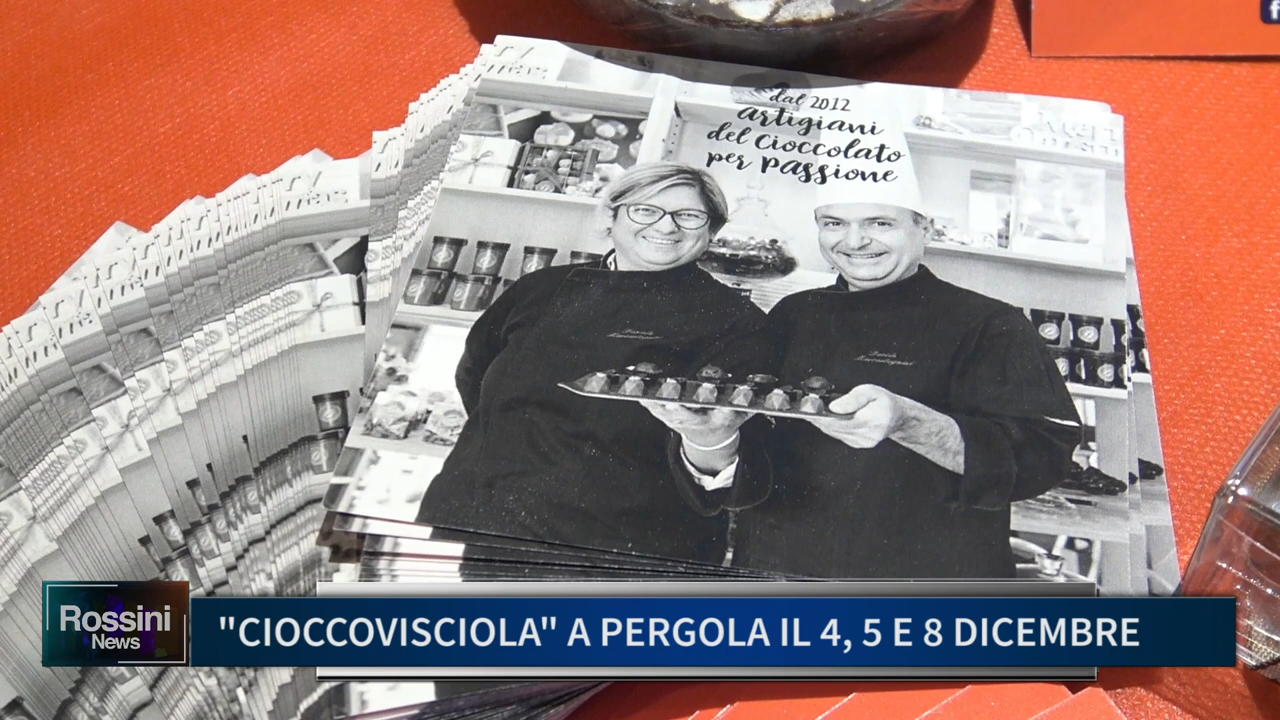 dal 2012
artigiani
del Cioccolato
per passione
Rossini
News
"CIOCCOVISCIOLA" A PERGOLA IL 4, 5 E 8 DICEMBRE